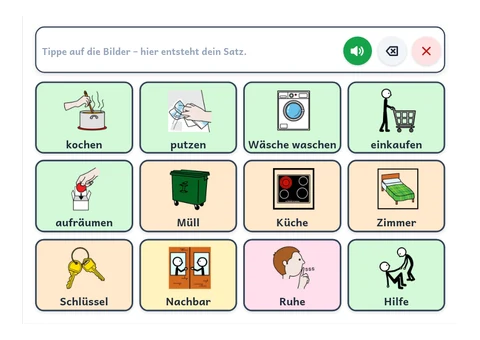 Tippe auf die Bilder – hier entsteht dein Satz.
kochen
putzen
Wäsche waschen
einkaufen
aufräumen
Müll
Küche
Zimmer
Schlüssel
Nachbar
Ruhe
Hilfe